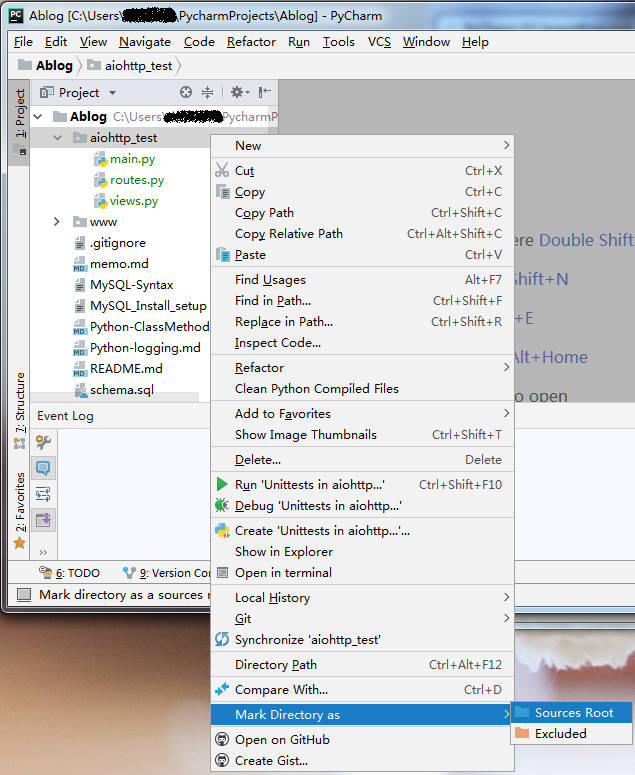 Ablog [C:\Users\ PycharmProjects\Ablog] - PyCharm
File Edit View Navigate Code Refactor Run Tools VCS Window Help
Ablog aiohttp_test
1: Project
Project
Ablog C:\Users\ PycharmP
aiohttp_test
main.py
routes.py
views.py
www
.gitignore
memo.md
MySQL-Syntax
MySQL_Install_setup
Python-ClassMethod
Python-logging.md
README.md
schema.sql
7: Structure
2: Favorites
Event Log
6: TODO 9: Version Con
Mark directory as a sources r
ere Double Shift
Shift+N
+E
Alt+Home
o open
New
Cut Ctrl+X
Copy Ctrl+C
Copy Path Ctrl+Shift+C
Copy Relative Path Ctrl+Alt+Shift+C
Paste Ctrl+V
Find Usages Alt+F7
Find in Path... Ctrl+Shift+F
Replace in Path... Ctrl+Shift+R
Inspect Code...
Refactor
Clean Python Compiled Files
Add to Favorites
Show Image Thumbnails Ctrl+Shift+T
Delete... Delete
Run 'Unittests in aiohttp...' Ctrl+Shift+F10
Debug 'Unittests in aiohttp...'
Create 'Unittests in aiohttp...'...
Show in Explorer
Open in terminal
Local History
Git
Synchronize 'aiohttp_test'
Directory Path Ctrl+Alt+F12
Compare With... Ctrl+D
Mark Directory as
Sources Root
Excluded
Open on GitHub
Create Gist...